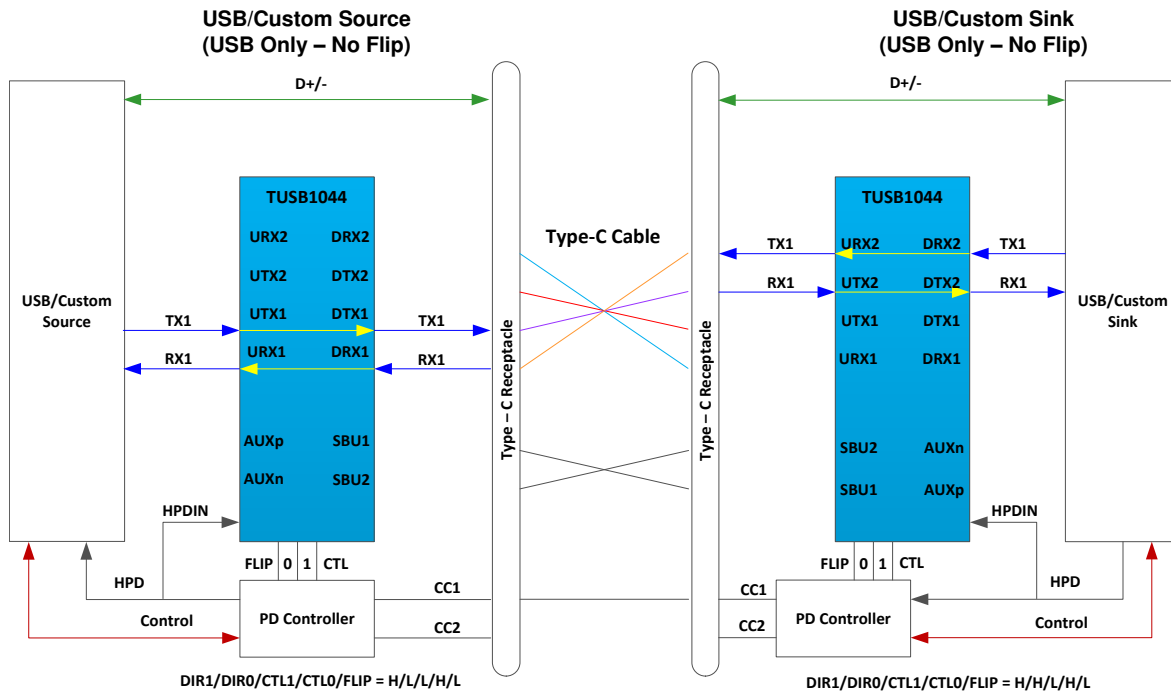 USB/Custom Source
(USB Only – No Flip)
USB/Custom Sink
(USB Only – No Flip)
D+/-
D+/-
TUSB1044
URX2 DRX2
UTX2 DTX2
UTX1 DTX1
URX1 DRX1
AUXp SBU1
AUXn SBU2
USB/Custom
Source
TX1
TX1
RX1
RX1
HPDIN
HPD
Control
FLIP 0 1 CTL
PD Controller
CC1
CC2
DIR1/DIR0/CTL1/CTL0/FLIP = H/L/L/H/L
Type – C Receptacle
Type-C Cable
Type – C Receptacle
TUSB1044
TX1
URX2 DRX2
TX1
RX1
UTX2 DTX2
RX1
UTX1 DTX1
URX1 DRX1
SBU2 AUXn
SBU1 AUXp
USB/Custom
Sink
HPDIN
HPD
Control
FLIP 0 1 CTL
CC1
CC2
PD Controller
DIR1/DIR0/CTL1/CTL0/FLIP = H/H/L/H/L